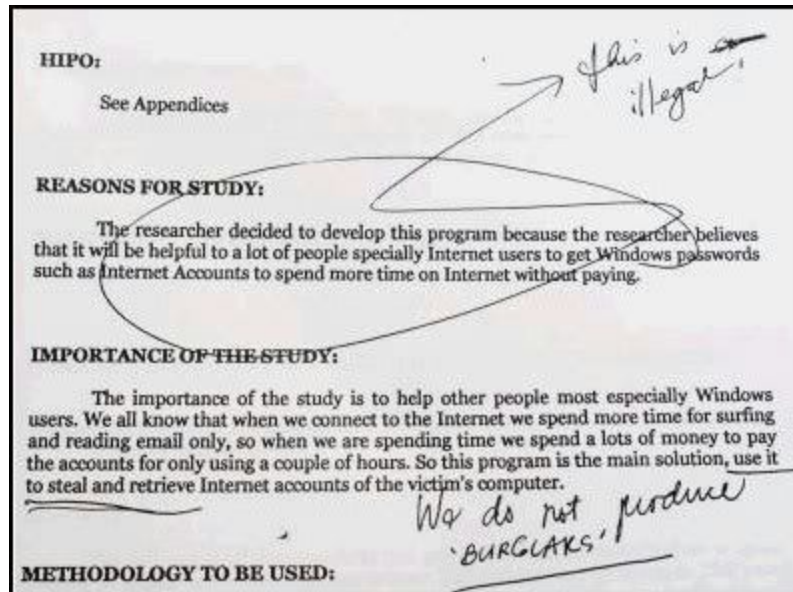 HIPO:
this is a
illegal!
See Appendices
REASONS FOR STUDY:
The researcher decided to develop this program because the researcher believes
that it will be helpful to a lot of people specially Internet users to get Windows passwords
such as Internet Accounts to spend more time on Internet without paying.
IMPORTANCE OF THE STUDY:
The importance of the study is to help other people most especially Windows
users. We all know that when we connect to the Internet we spend more time for surfing
and reading email only, so when we are spending time we spend a lots of money to pay
the accounts for only using a couple of hours. So this program is the main solution, use it
to steal and retrieve Internet accounts of the victim's computer.
We do not produce
'BURGLARS'
METHODOLOGY TO BE USED: